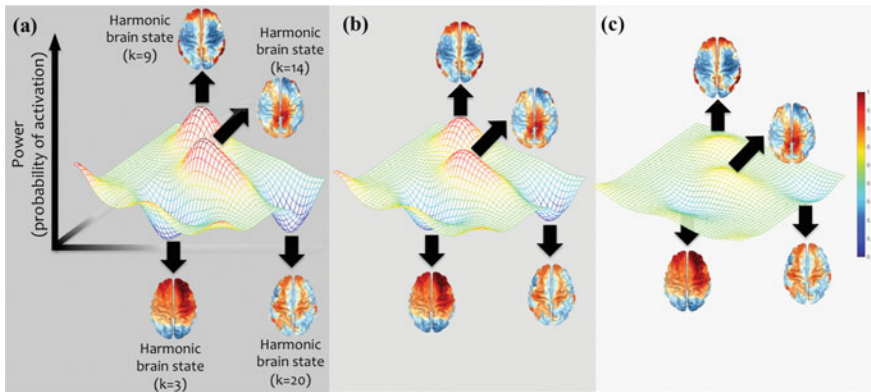 (a)
Harmonic
brain state
(k=9)
Harmonic
brain state
(k=14)
Power
(probability of activation)
Harmonic
brain state
(k=3)
Harmonic
brain state
(k=20)
(b)
(c)